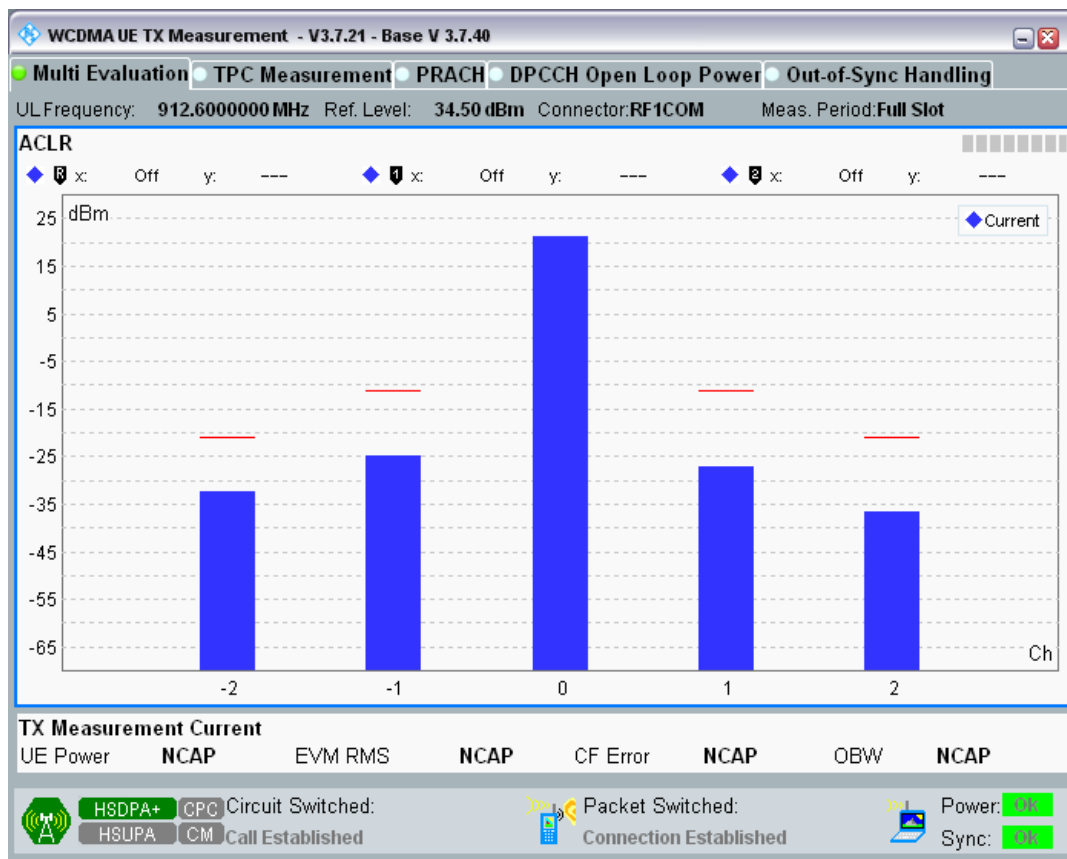 WCDMA UE TX Measurement - V3.7.21 - Base V 3.7.40
Multi Evaluation TPC Measurement PRACH DPCCH Open Loop Power Out-of-Sync Handling
UL Frequency: 912.6000000 MHz Ref. Level: 34.50 dBm Connector:RF1COM Meas. Period:Full Slot
ACLR
R x: Off y: --- 1 x: Off y: --- 2 x: Off y: ---
dBm
Current
25
15
5
-5
-15
-25
-35
-45
-55
-65
Ch
-2 -1 0 1 2
TX Measurement Current
UE Power NCAP EVM RMS NCAP CF Error NCAP OBW NCAP
HSDPA+ CPC Circuit Switched: Packet Switched: Power: Ok
HSUPA CM Call Established Connection Established Sync: Ok